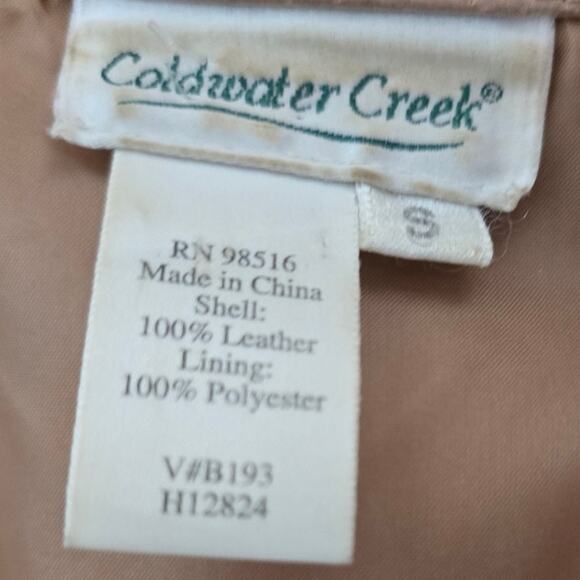 Coldwater Creek®
S
RN 98516
Made in China
Shell:
100% Leather
Lining:
100% Polyester
V#B193
H12824